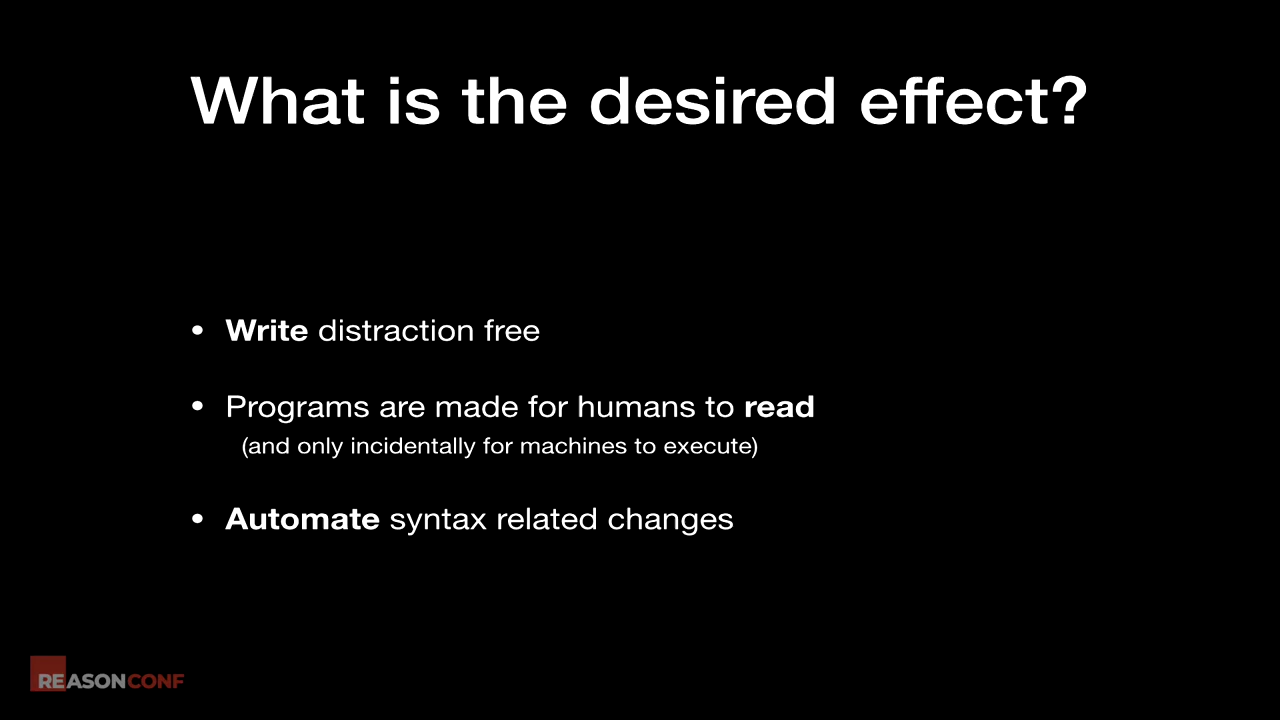 What is the desired effect?
• Write distraction free
• Programs are made for humans to read
(and only incidentally for machines to execute)
• Automate syntax related changes
REASONCONF